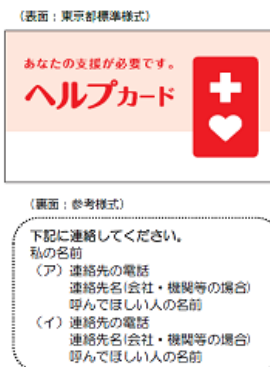 （表面：東京都標準様式）
あなたの支援が必要です。
ヘルプカード
（裏面：参考様式）
下記に連絡してください。
私の名前
（ア）連絡先の電話
連絡先名(会社・機関等の場合)
呼んでほしい人の名前
（イ）連絡先の電話
連絡先名(会社・機関等の場合)
呼んでほしい人の名前